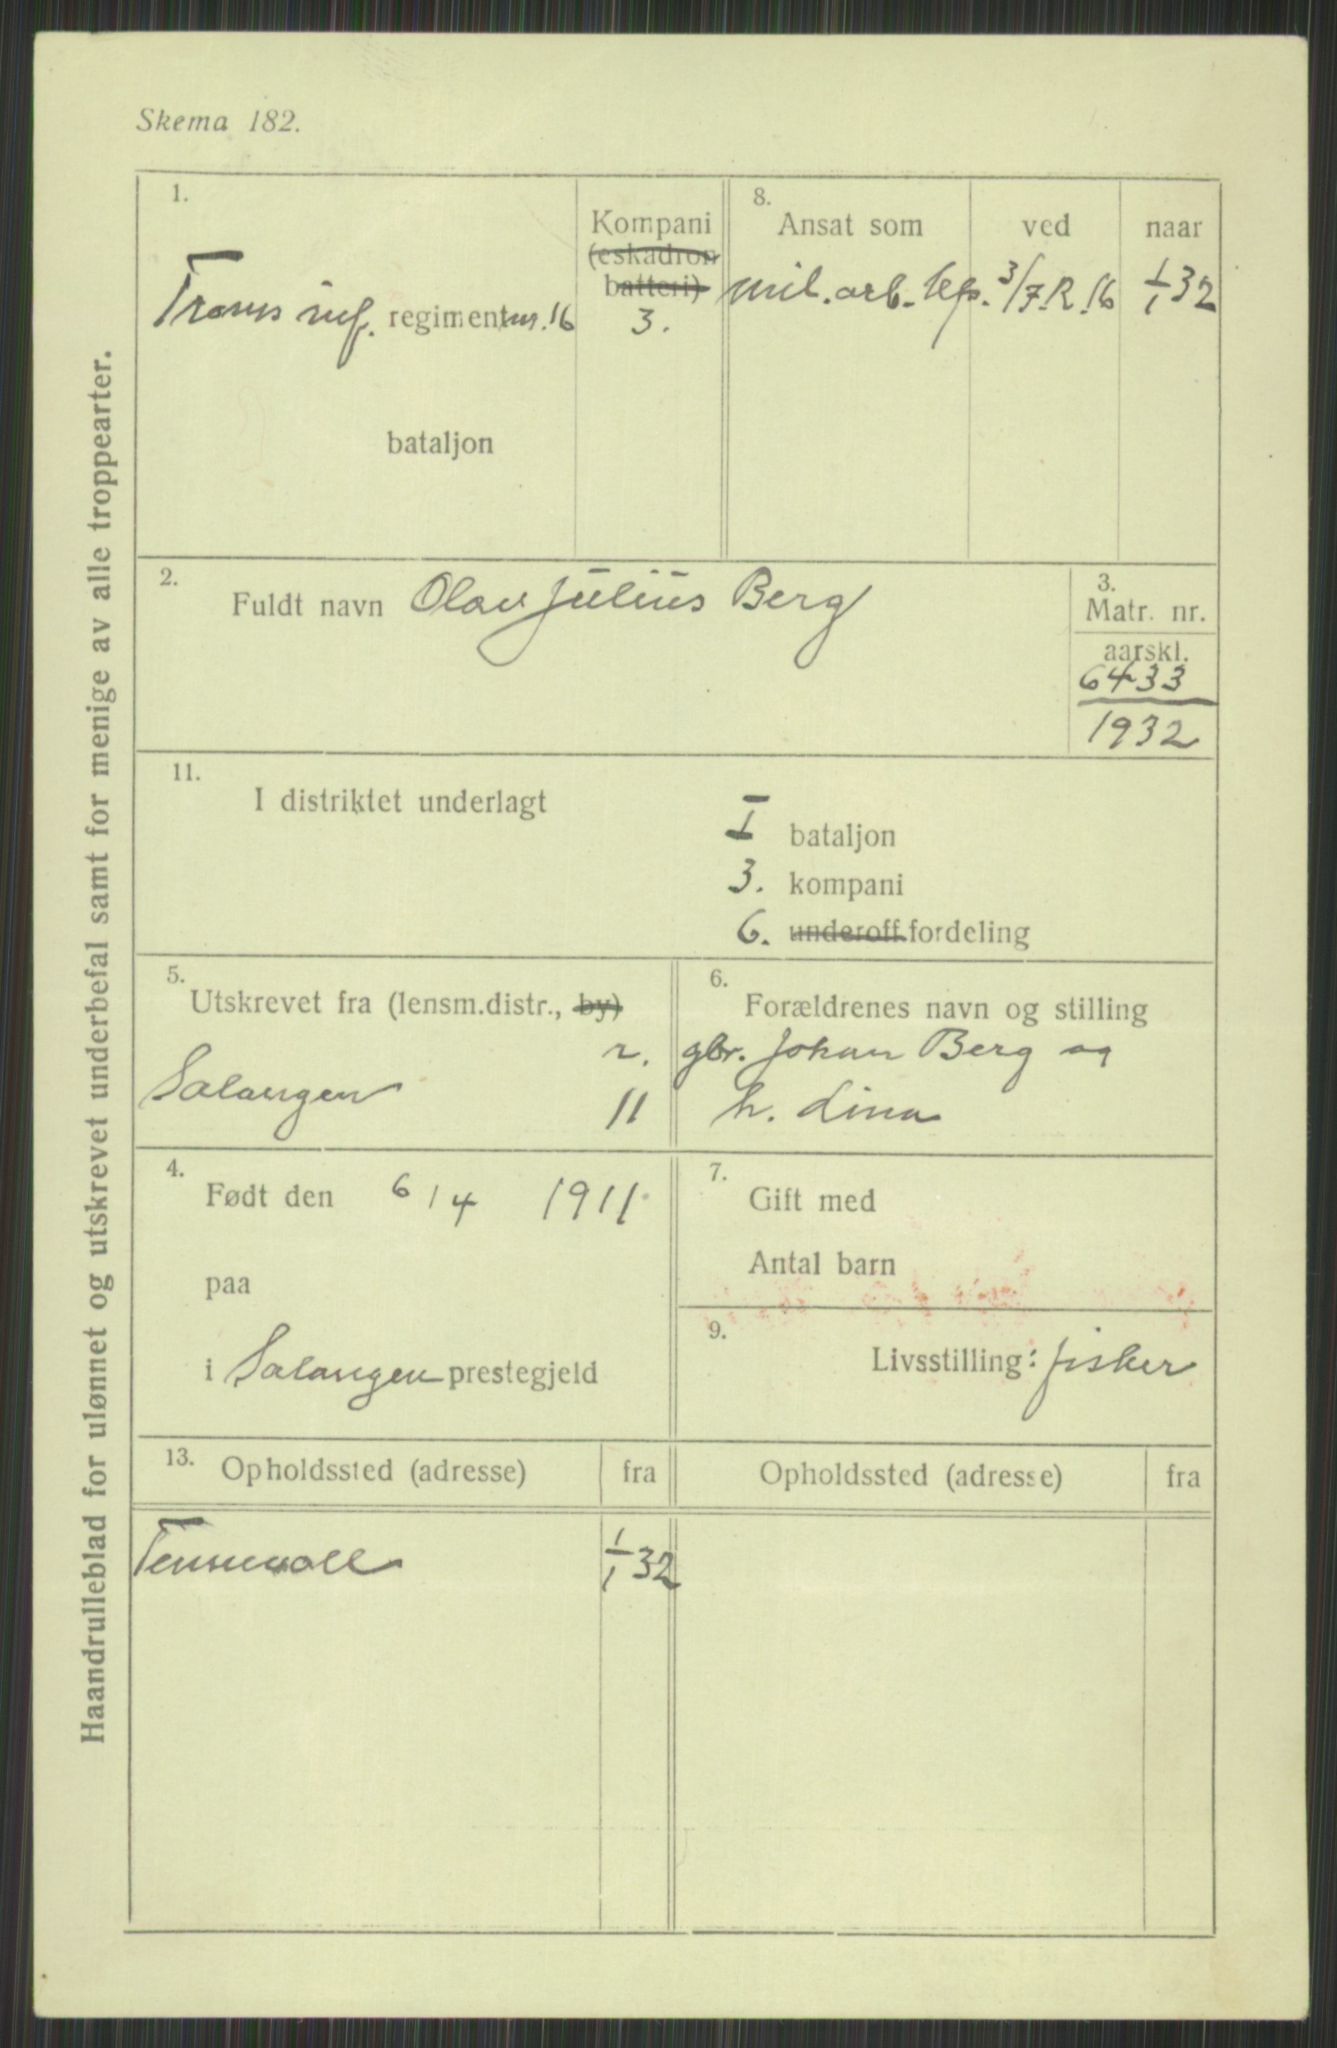 Skema 182.
Haandrulleblad for ulønnet og utskrevet underbefal samt for menige av alle troppearter.
1.
Troms inf. regiment nr. 16
bataljon
Kompani
(eskadron
batteri)
3.
8.
Ansat som
ved
naar
mil. arb. kp. 3/I.R.16 1/1 32
2.
Fuldt navn Olav Julius Berg
3.
Matr. nr.
aarskl.
6433
1932
11.
I distriktet underlagt
I bataljon
3. kompani
6. underoff.fordeling
5.
Utskrevet fra (lensm.distr., by)
r.
Salangen 11
6.
Forældrenes navn og stilling
gbr. Johan Berg og
h. Lina
4.
Født den 6/4 1911
paa
i Salangen prestegjeld
7.
Gift med
Antal barn
9.
Livsstilling: fisker
13.
Opholdssted (adresse)
fra
Opholdssted (adresse)
fra
Tennevoll 1/1 32